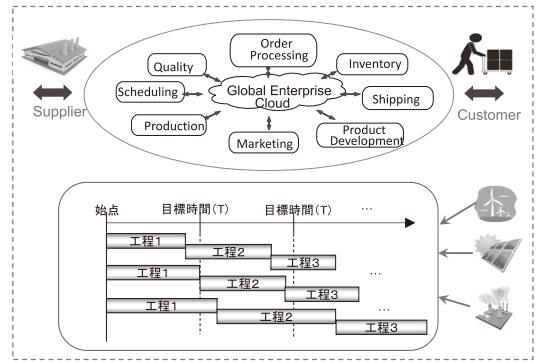 Order
Processing
Quality
Inventory
Scheduling
Global Enterprise
Cloud
Shipping
Supplier
Customer
Production
Marketing
Product
Development
始点
目標時間(T)
目標時間(T)
…
工程1
工程2
工程3
工程1
工程2
工程3
…
工程1
工程2
工程3
…